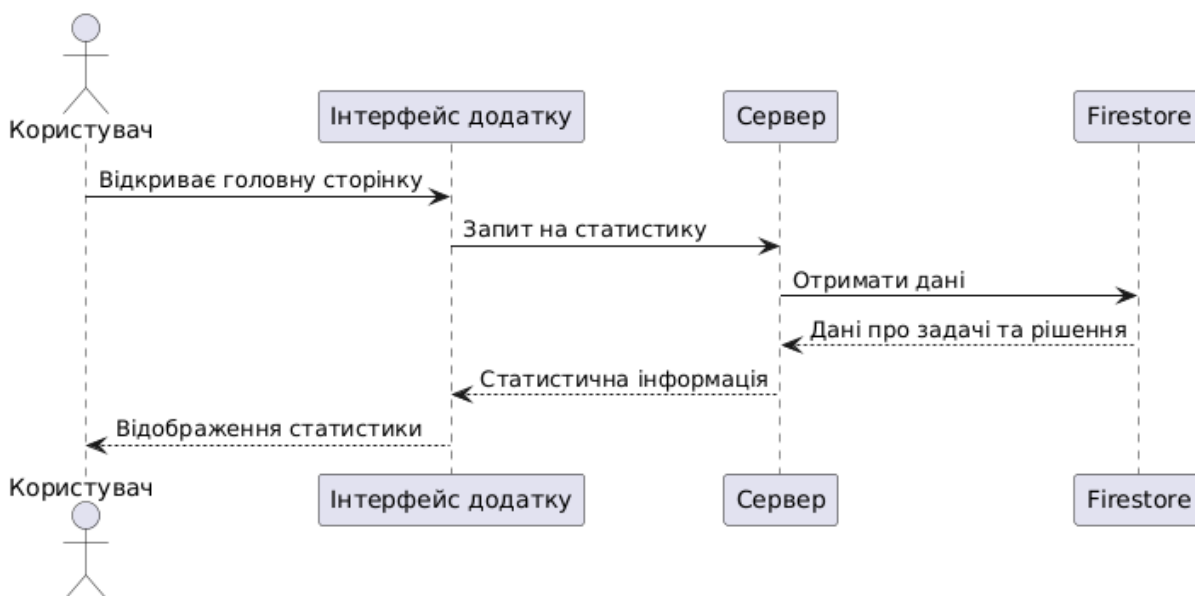 Користувач
Інтерфейс додатку
Сервер
Firestore
Відкриває головну сторінку
Запит на статистику
Отримати дані
Дані про задачі та рішення
Статистична інформація
Відображення статистики
Користувач
Інтерфейс додатку
Сервер
Firestore